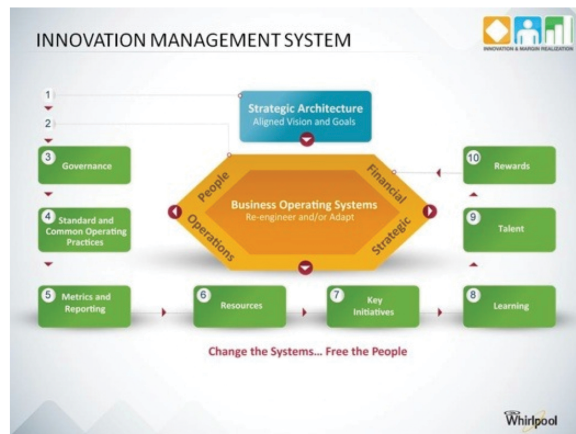 INNOVATION MANAGEMENT SYSTEM
INNOVATION & MARGIN REALIZATION
1
Strategic Architecture
Aligned Vision and Goals
2
3
Governance
People
Financial
10
Rewards
Business Operating Systems
Re-engineer and/or Adapt
4
Standard and
Common Operating
Practices
Operations
Strategic
9
Talent
5
Metrics and
Reporting
6
Resources
7
Key
Initiatives
8
Learning
Change the Systems... Free the People
Whirlpool